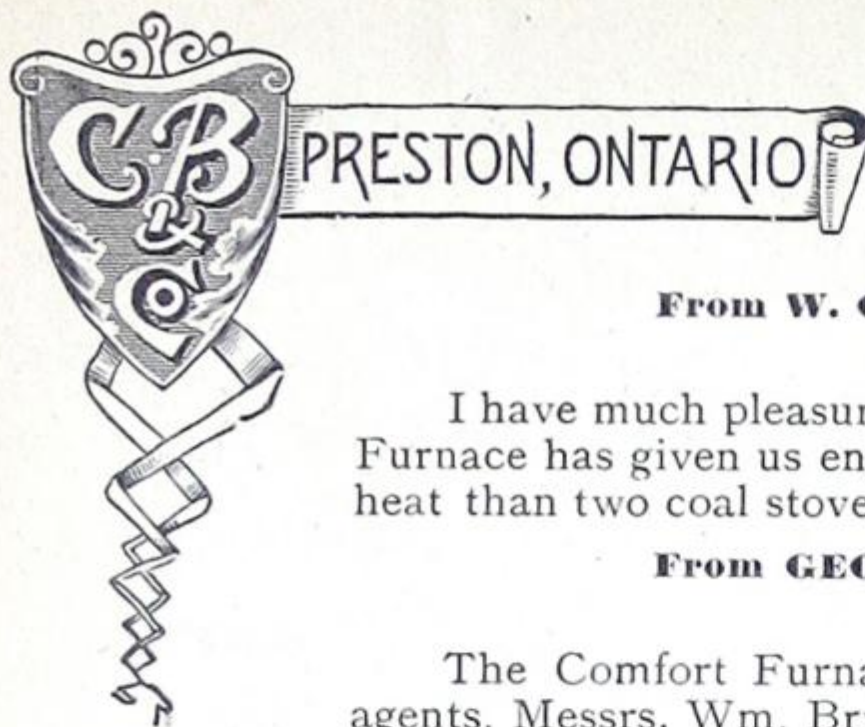 C. B
& Co
PRESTON, ONTARIO
From W.
I have much pleasur
Furnace has given us en
heat than two coal stove
From GEO
The Comfort Furna
agents, Messrs. Wm. Br